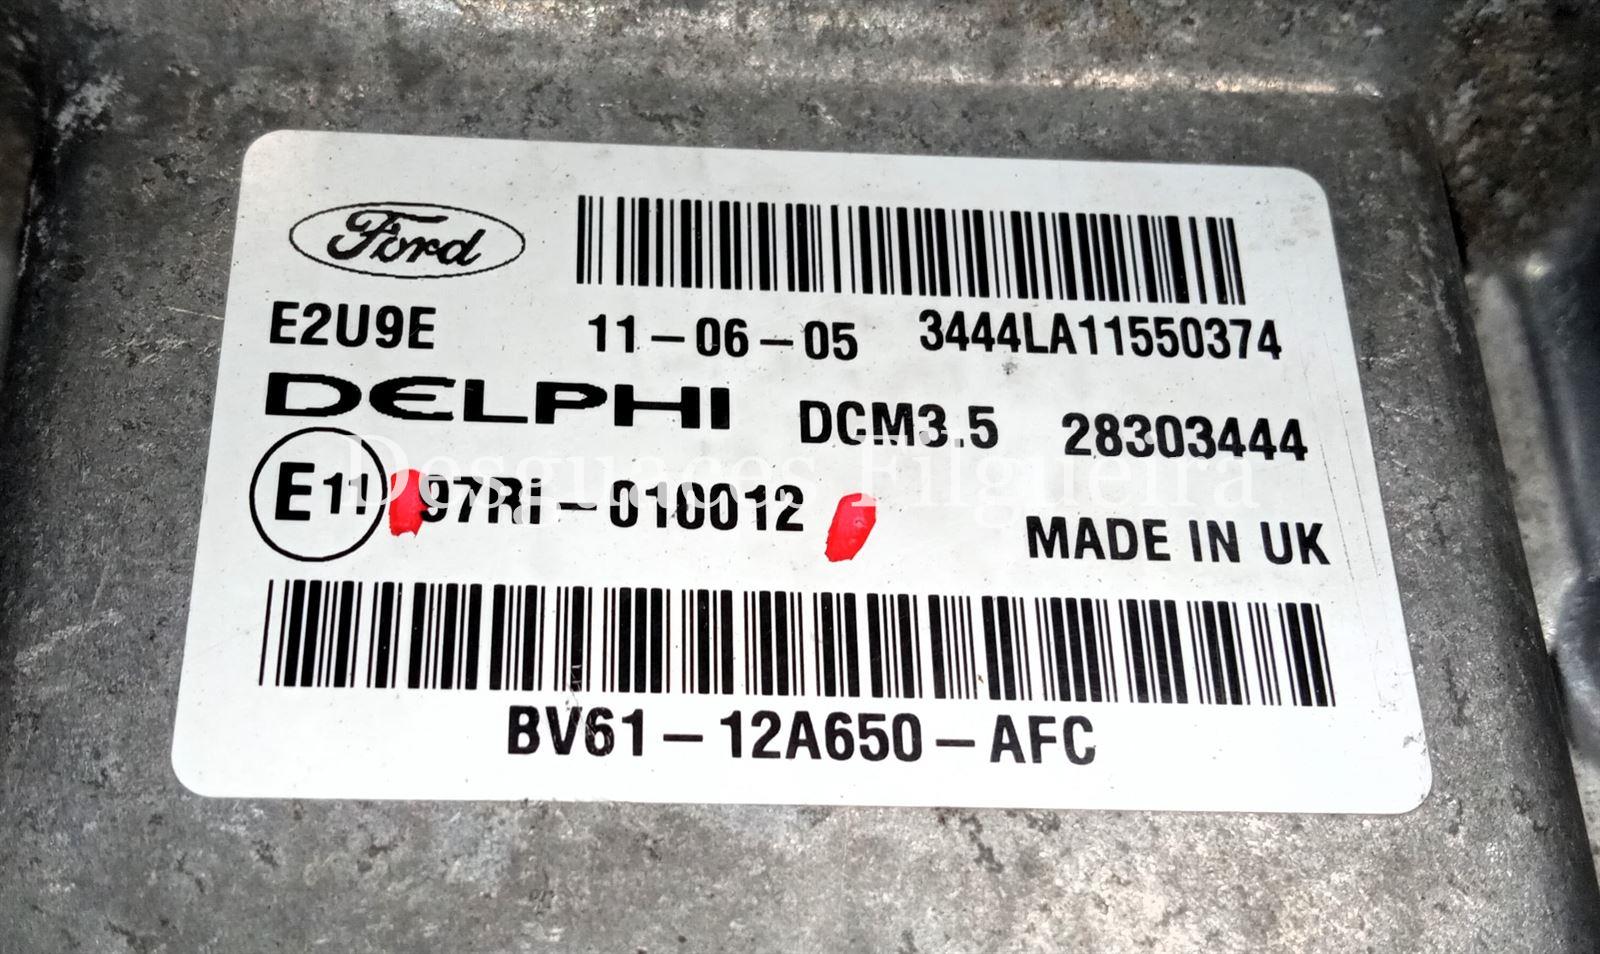 Ford
E2U9E 11-06-05 3444LA11550374
DELPHI DCM3.5 28303444
Desguaces Filgueira
E11 97RI-010012
MADE IN UK
BV61-12A650-AFC